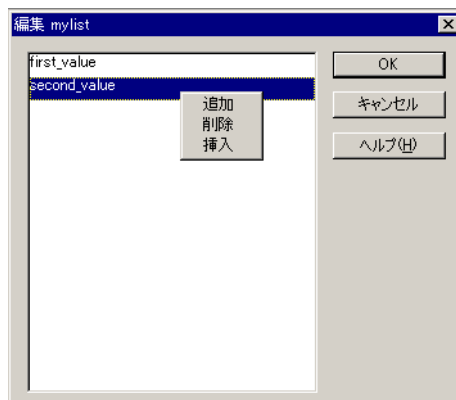 編集 mylist
first_value
second_value
追加
削除
挿入
OK
キャンセル
ヘルプ(H)